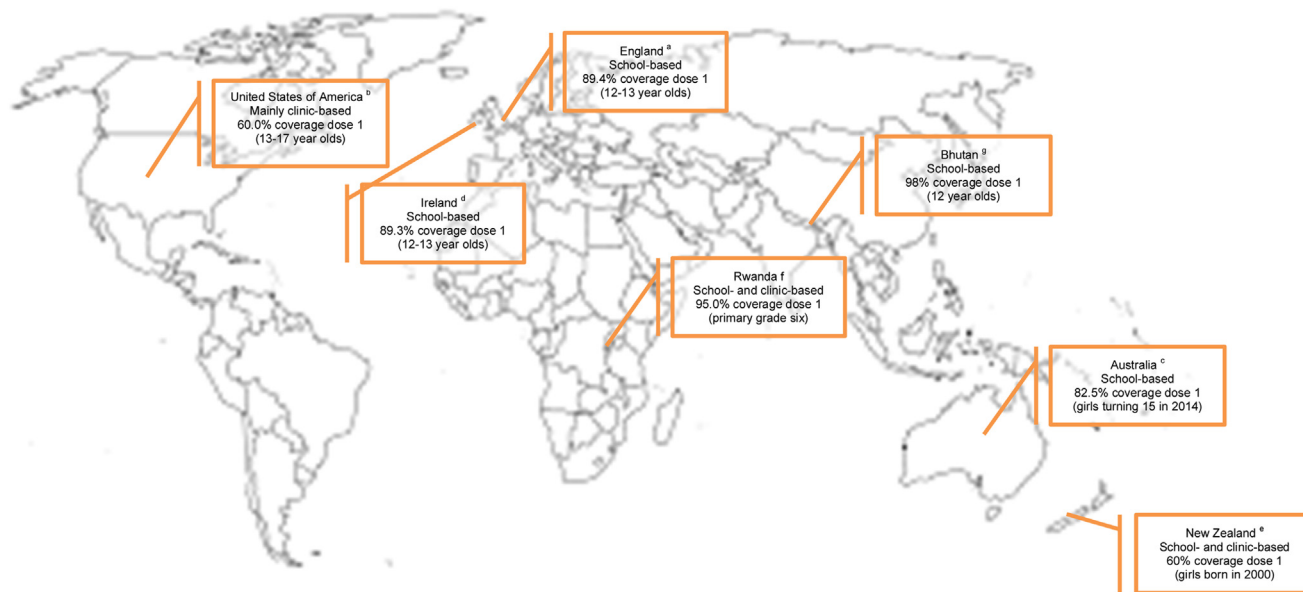 England a
School-based
89.4% coverage dose 1
(12-13 year olds)
United States of America b
Mainly clinic-based
60.0% coverage dose 1
(13-17 year olds)
Bhutan g
School-based
98% coverage dose 1
(12 year olds)
Ireland d
School-based
89.3% coverage dose 1
(12-13 year olds)
Rwanda f
School- and clinic-based
95.0% coverage dose 1
(primary grade six)
Australia c
School-based
82.5% coverage dose 1
(girls turning 15 in 2014)
New Zealand e
School- and clinic-based
60% coverage dose 1
(girls born in 2000)